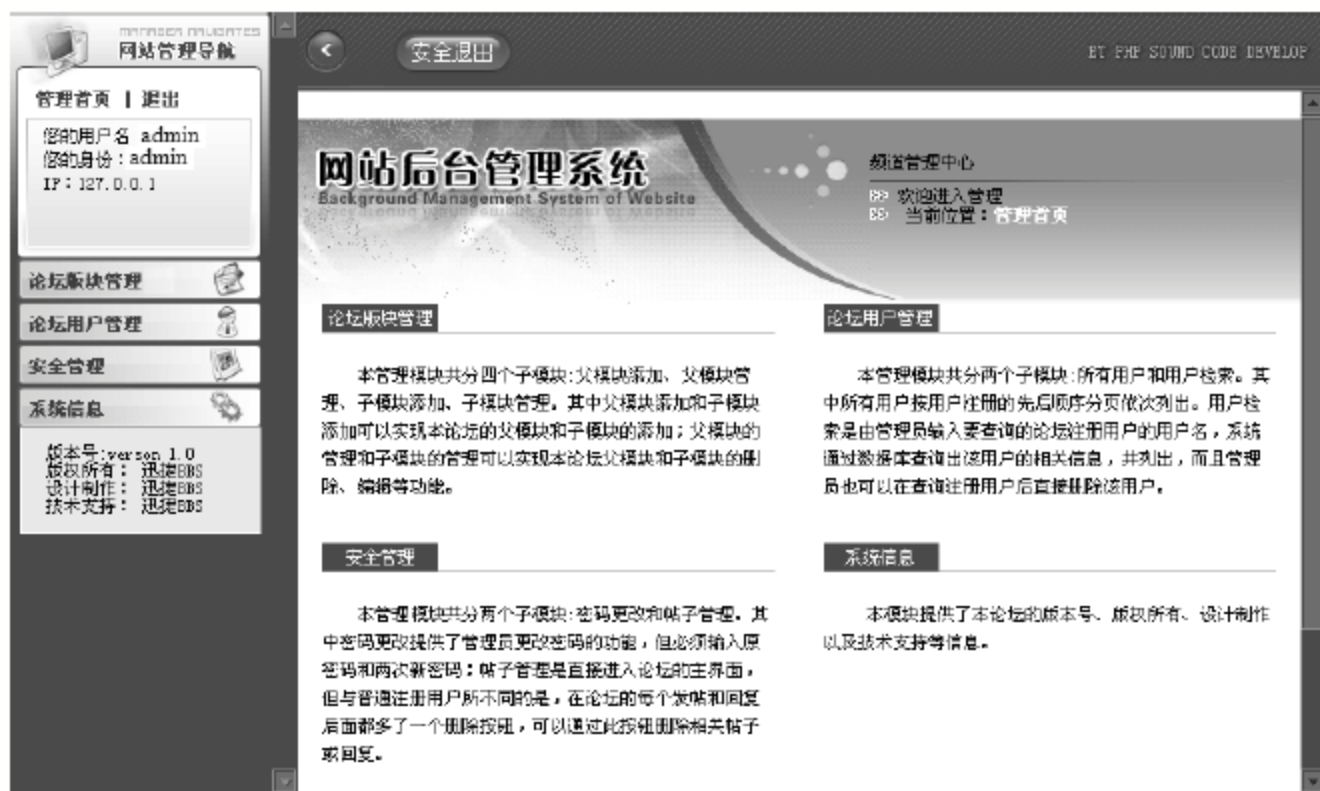 MANAGER NAVIGATES
网站管理导航
管理首页 | 退出
您的用户名 admin
您的身份：admin
IP：127.0.0.1
论坛版块管理
论坛用户管理
安全管理
系统信息
版本号:verson 1.0
版权所有： 迅捷BBS
设计制作： 迅捷BBS
技术支持： 迅捷BBS
安全退出
ET PHP SOUND CODE DEVELOP
网站后台管理系统
Background Management System of Website
频道管理中心
欢迎进入管理
当前位置：管理首页
论坛版块管理
本管理模块共分四个子模块:父模块添加、父模块管
理、子模块添加、子模块管理。其中父模块添加和子模块
添加可以实现本论坛的父模块和子模块的添加；父模块的
管理和子模块的管理可以实现本论坛父模块和子模块的删
除、编辑等功能。
论坛用户管理
本管理模块共分两个子模块:所有用户和用户检索。其
中所有用户按用户注册的先后顺序分页依次列出。用户检
索是由管理员输入要查询的论坛注册用户的用户名，系统
通过数据库查询出该用户的相关信息，并列出，而且管理
员也可以在查询注册用户后直接删除该用户。
安全管理
本管理模块共分两个子模块:密码更改和帖子管理。其
中密码更改提供了管理员更改密码的功能，但必须输入原
密码和两次新密码；帖子管理是直接进入论坛的主界面，
但与普通注册用户所不同的是，在论坛的每个发帖和回复
后面都多了一个删除按钮，可以通过此按钮删除相关帖子
或回复。
系统信息
本模块提供了本论坛的版本号、版权所有、设计制作
以及技术支持等信息。